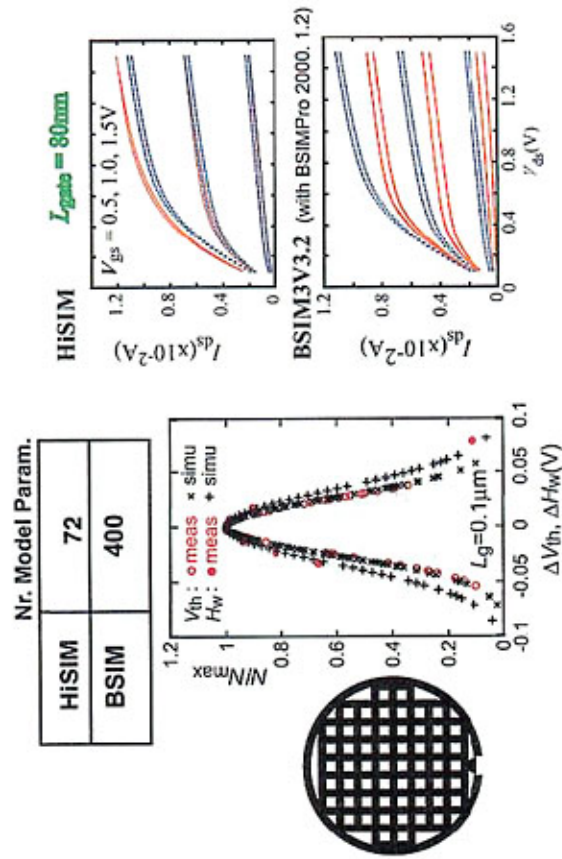 Nr. Model Param.
HiSIM 72
BSIM 400
N/Nmax
1.2
1
0.8
0.6
0.4
0.2
0
Vth : ○ meas × simu
Hw : ● meas + simu
Lg=0.1μm
-0.1 -0.05 0 0.05 0.1
ΔVth, ΔHw(V)
HiSIM Lgate = 80nm
Vgs = 0.5, 1.0, 1.5V
Ids(x10-2A)
1.2
0.8
0.4
0
BSIM3V3.2 (with BSIMPro 2000. 1.2)
Ids(x10-2A)
1.2
0.8
0.4
0
0 0.4 0.8 1.2 1.6
Vds(V)